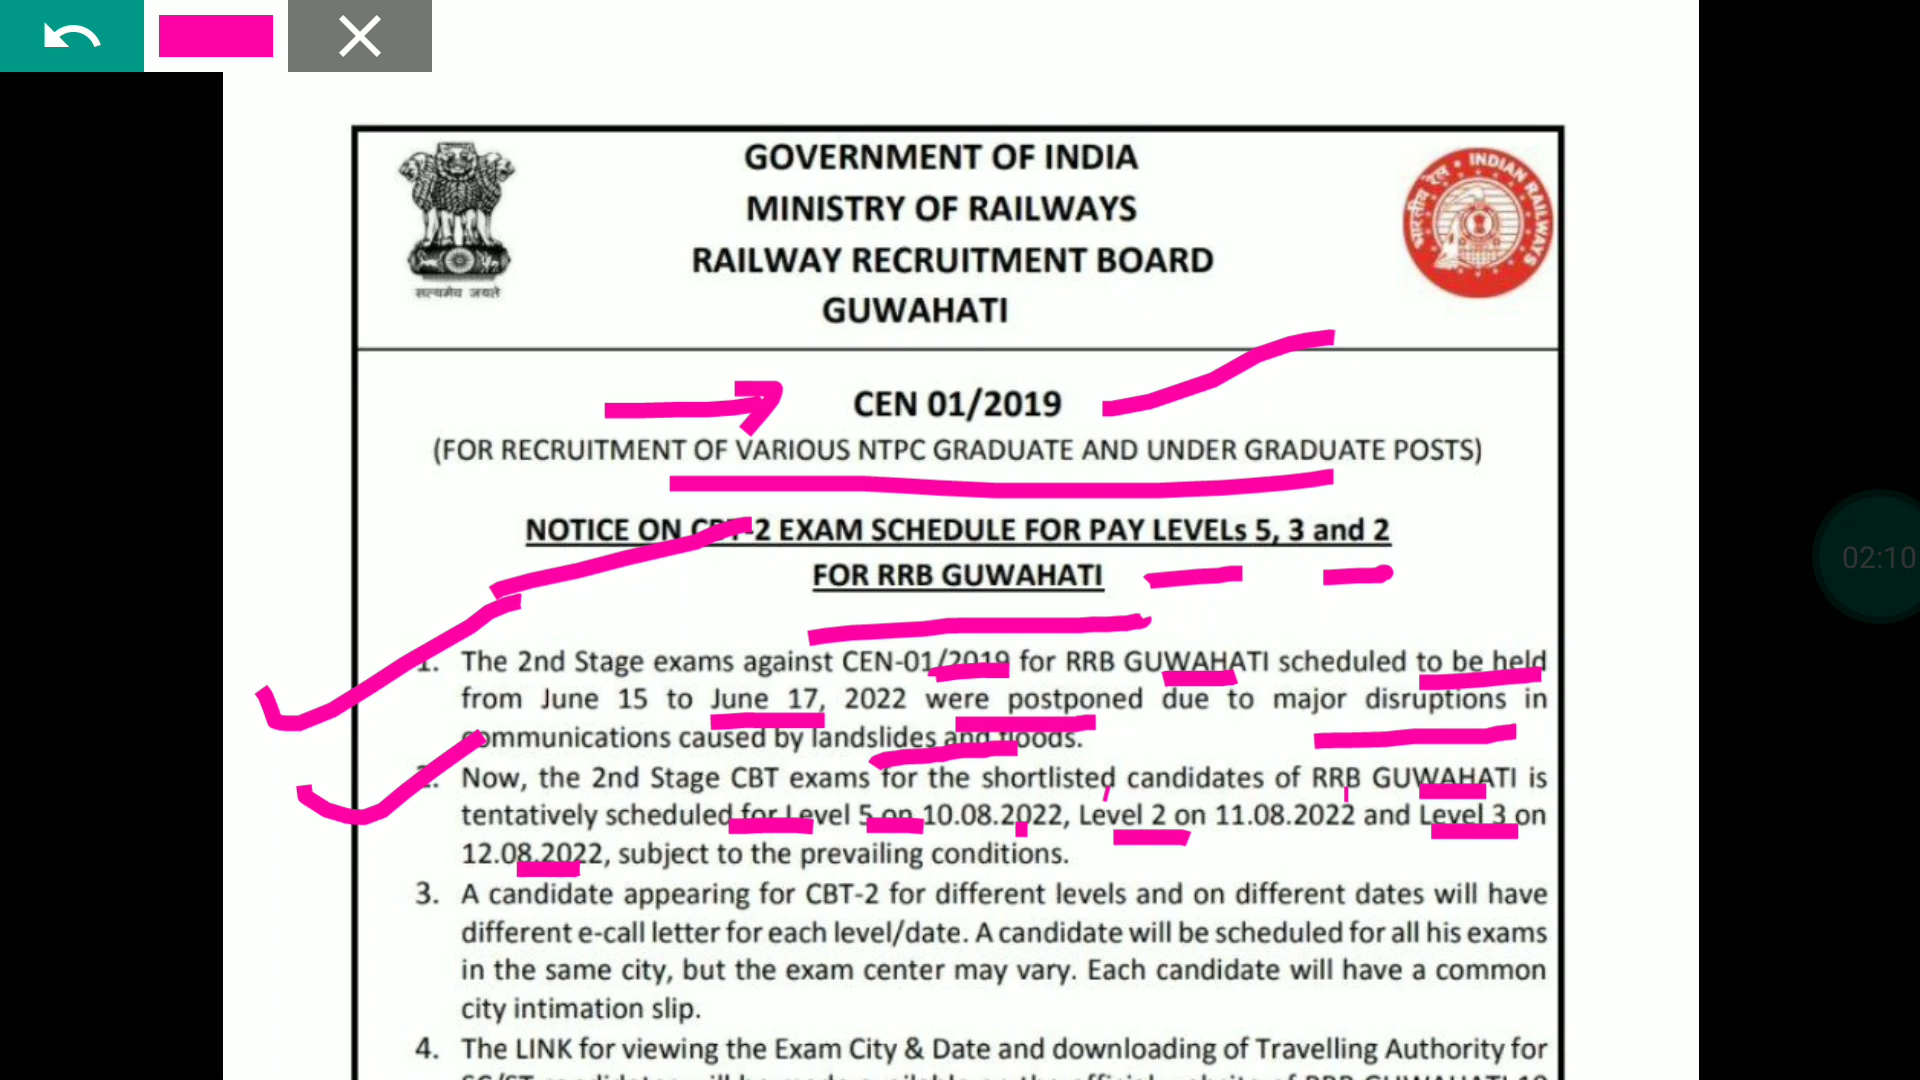 GOVERNMENT OF INDIA
MINISTRY OF RAILWAYS
RAILWAY RECRUITMENT BOARD
GUWAHATI
सत्यमेव जयते
भारतीय रेल • INDIAN RAILWAYS
CEN 01/2019
(FOR RECRUITMENT OF VARIOUS NTPC GRADUATE AND UNDER GRADUATE POSTS)
NOTICE ON CBT-2 EXAM SCHEDULE FOR PAY LEVELs 5, 3 and 2
FOR RRB GUWAHATI
1. The 2nd Stage exams against CEN-01/2019 for RRB GUWAHATI scheduled to be held
from June 15 to June 17, 2022 were postponed due to major disruptions in
communications caused by landslides and floods.
2. Now, the 2nd Stage CBT exams for the shortlisted candidates of RRB GUWAHATI is
tentatively scheduled for Level 5 on 10.08.2022, Level 2 on 11.08.2022 and Level 3 on
12.08.2022, subject to the prevailing conditions.
3. A candidate appearing for CBT-2 for different levels and on different dates will have
different e-call letter for each level/date. A candidate will be scheduled for all his exams
in the same city, but the exam center may vary. Each candidate will have a common
city intimation slip.
4. The LINK for viewing the Exam City & Date and downloading of Travelling Authority for
02:10